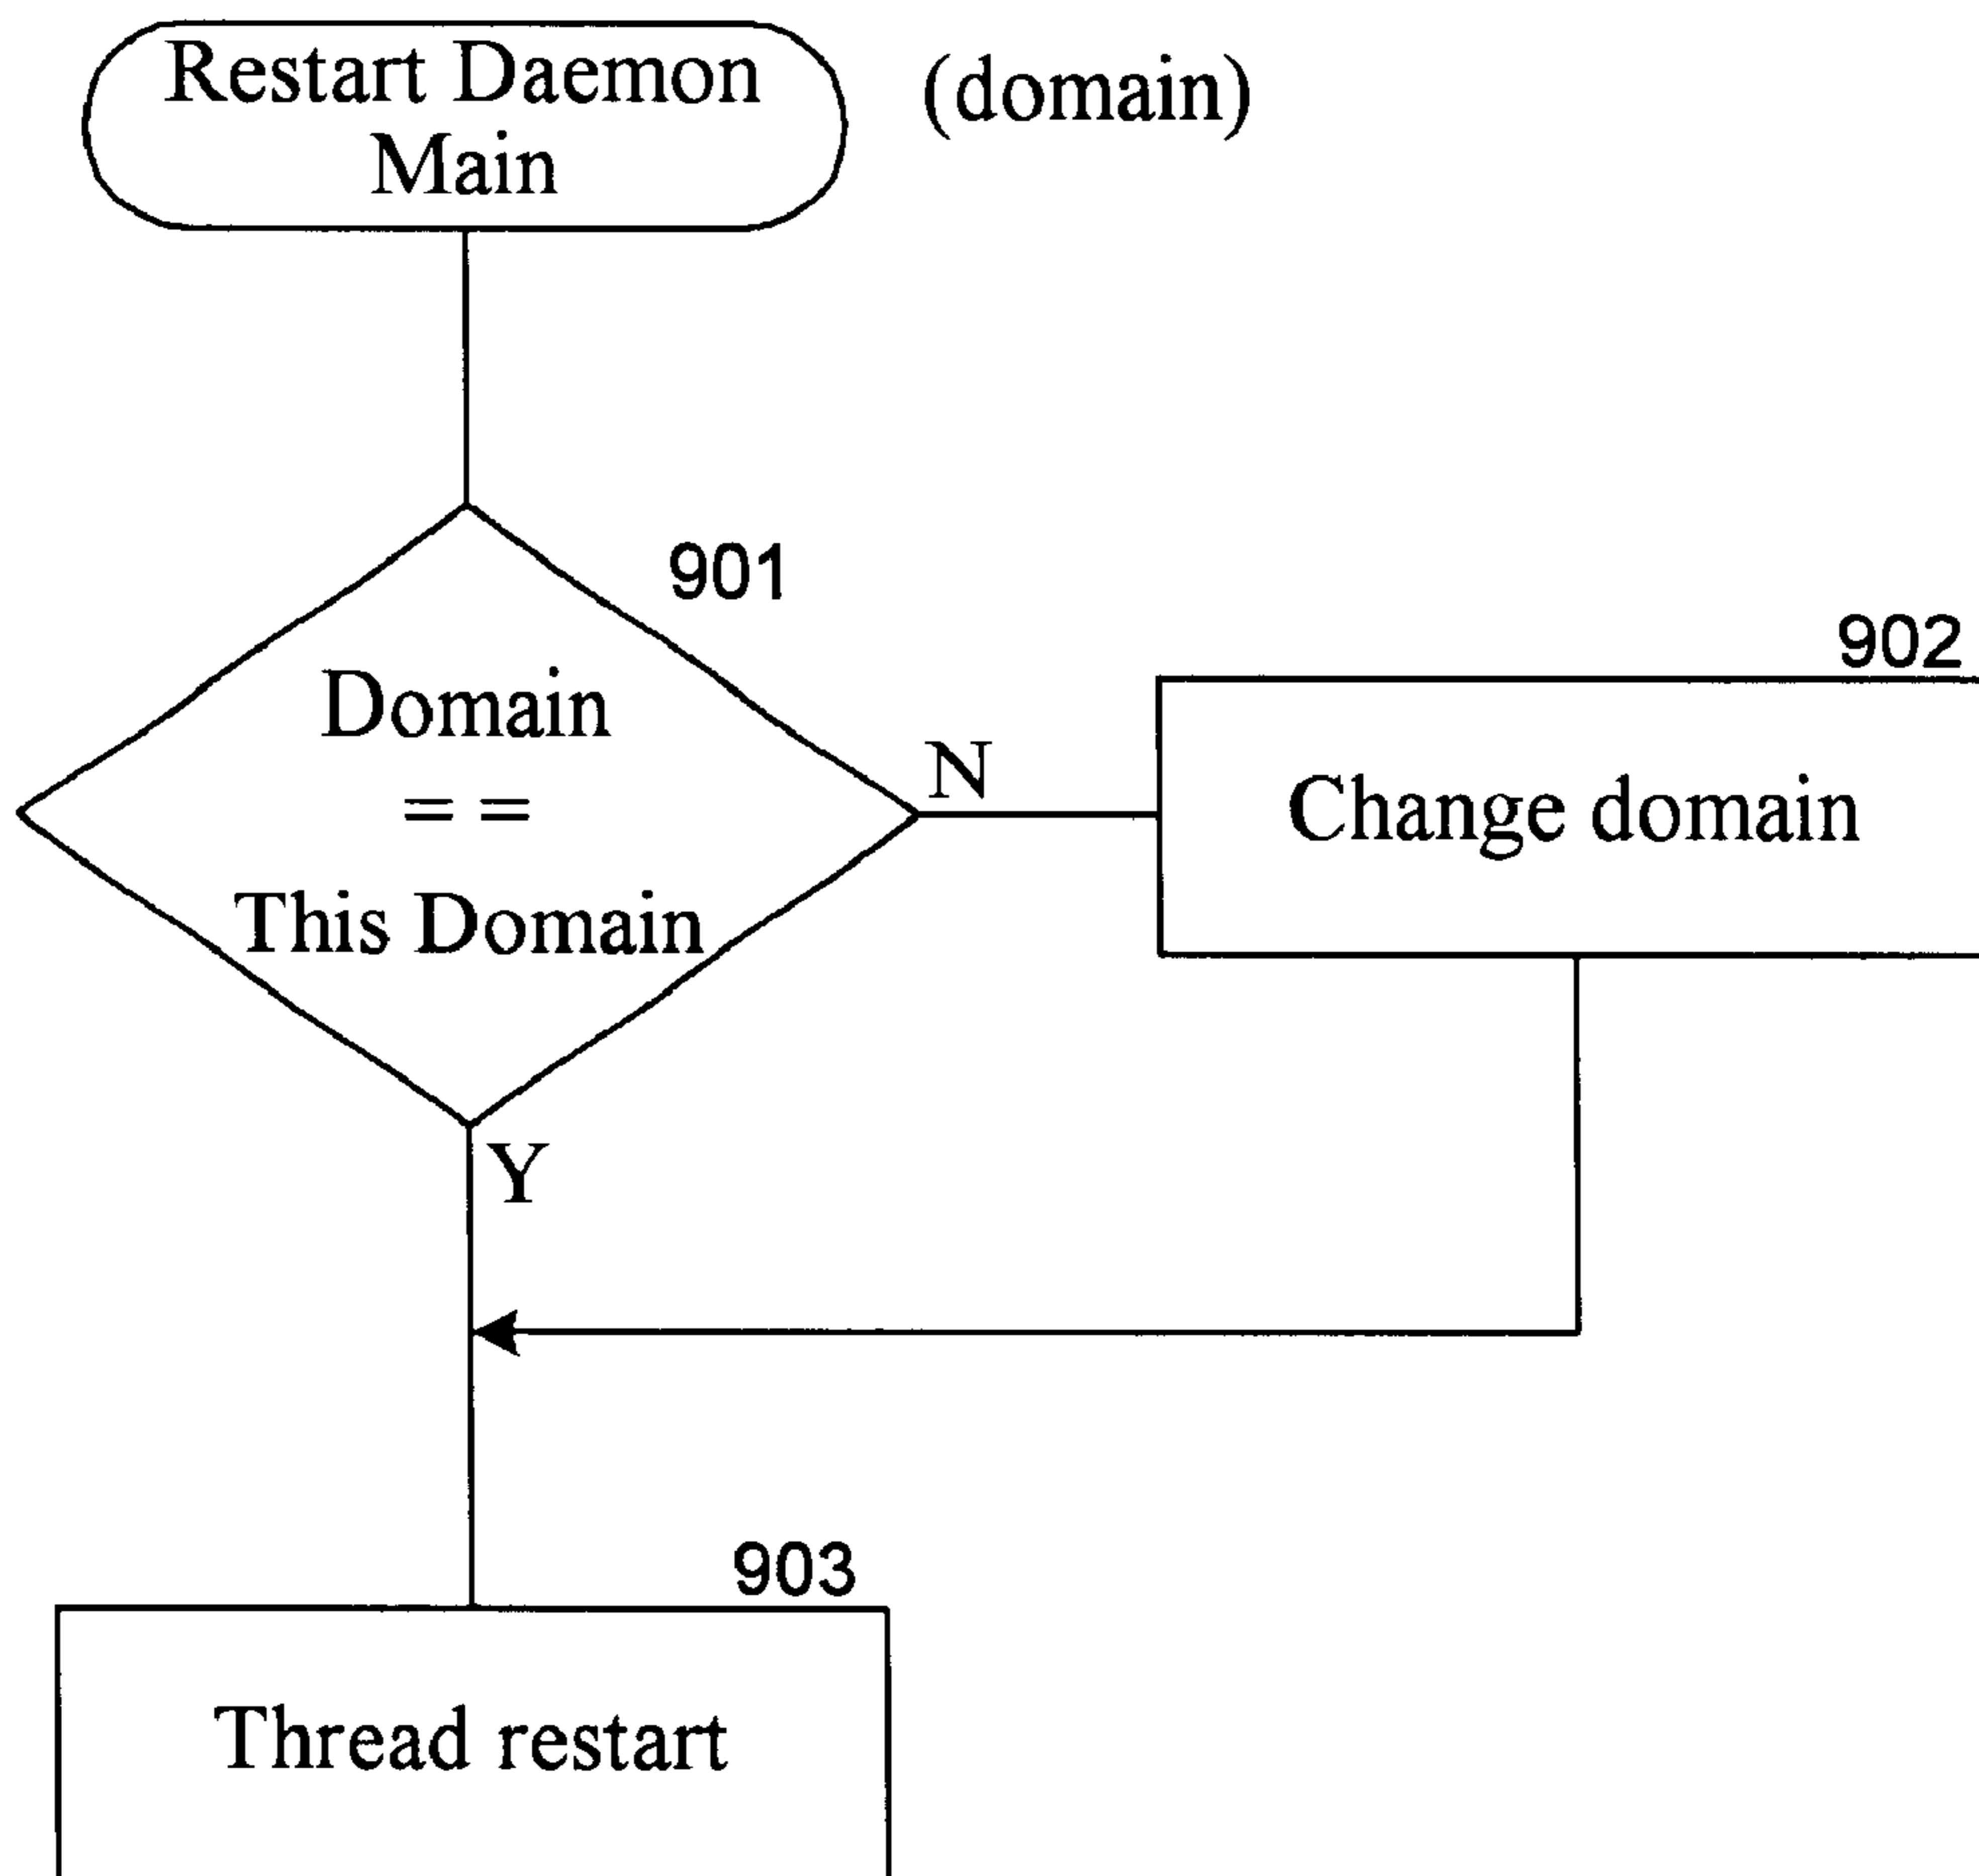 Restart Daemon
Main
(domain)
901
Domain
==
This Domain
N
902
Change domain
Y
903
Thread restart